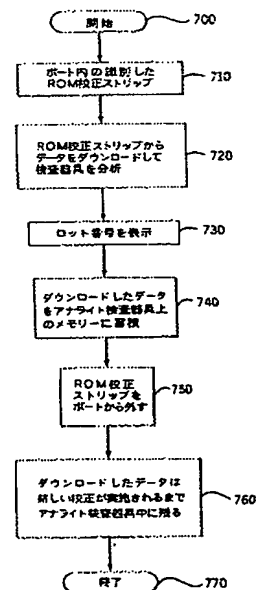 開始
700
ポート内の識別した
ROM校正ストリップ
710
ROM校正ストリップから
データをダウンロードして
検査器具を分析
720
ロット番号を表示
730
ダウンロードしたデータ
をアナライト検査器具上
のメモリーに蓄積
740
ROM校正
ストリップを
ポートから外す
750
ダウンロードしたデータは
新しい校正が実施されるまで
アナライト検査器具中に残る
760
終了
770